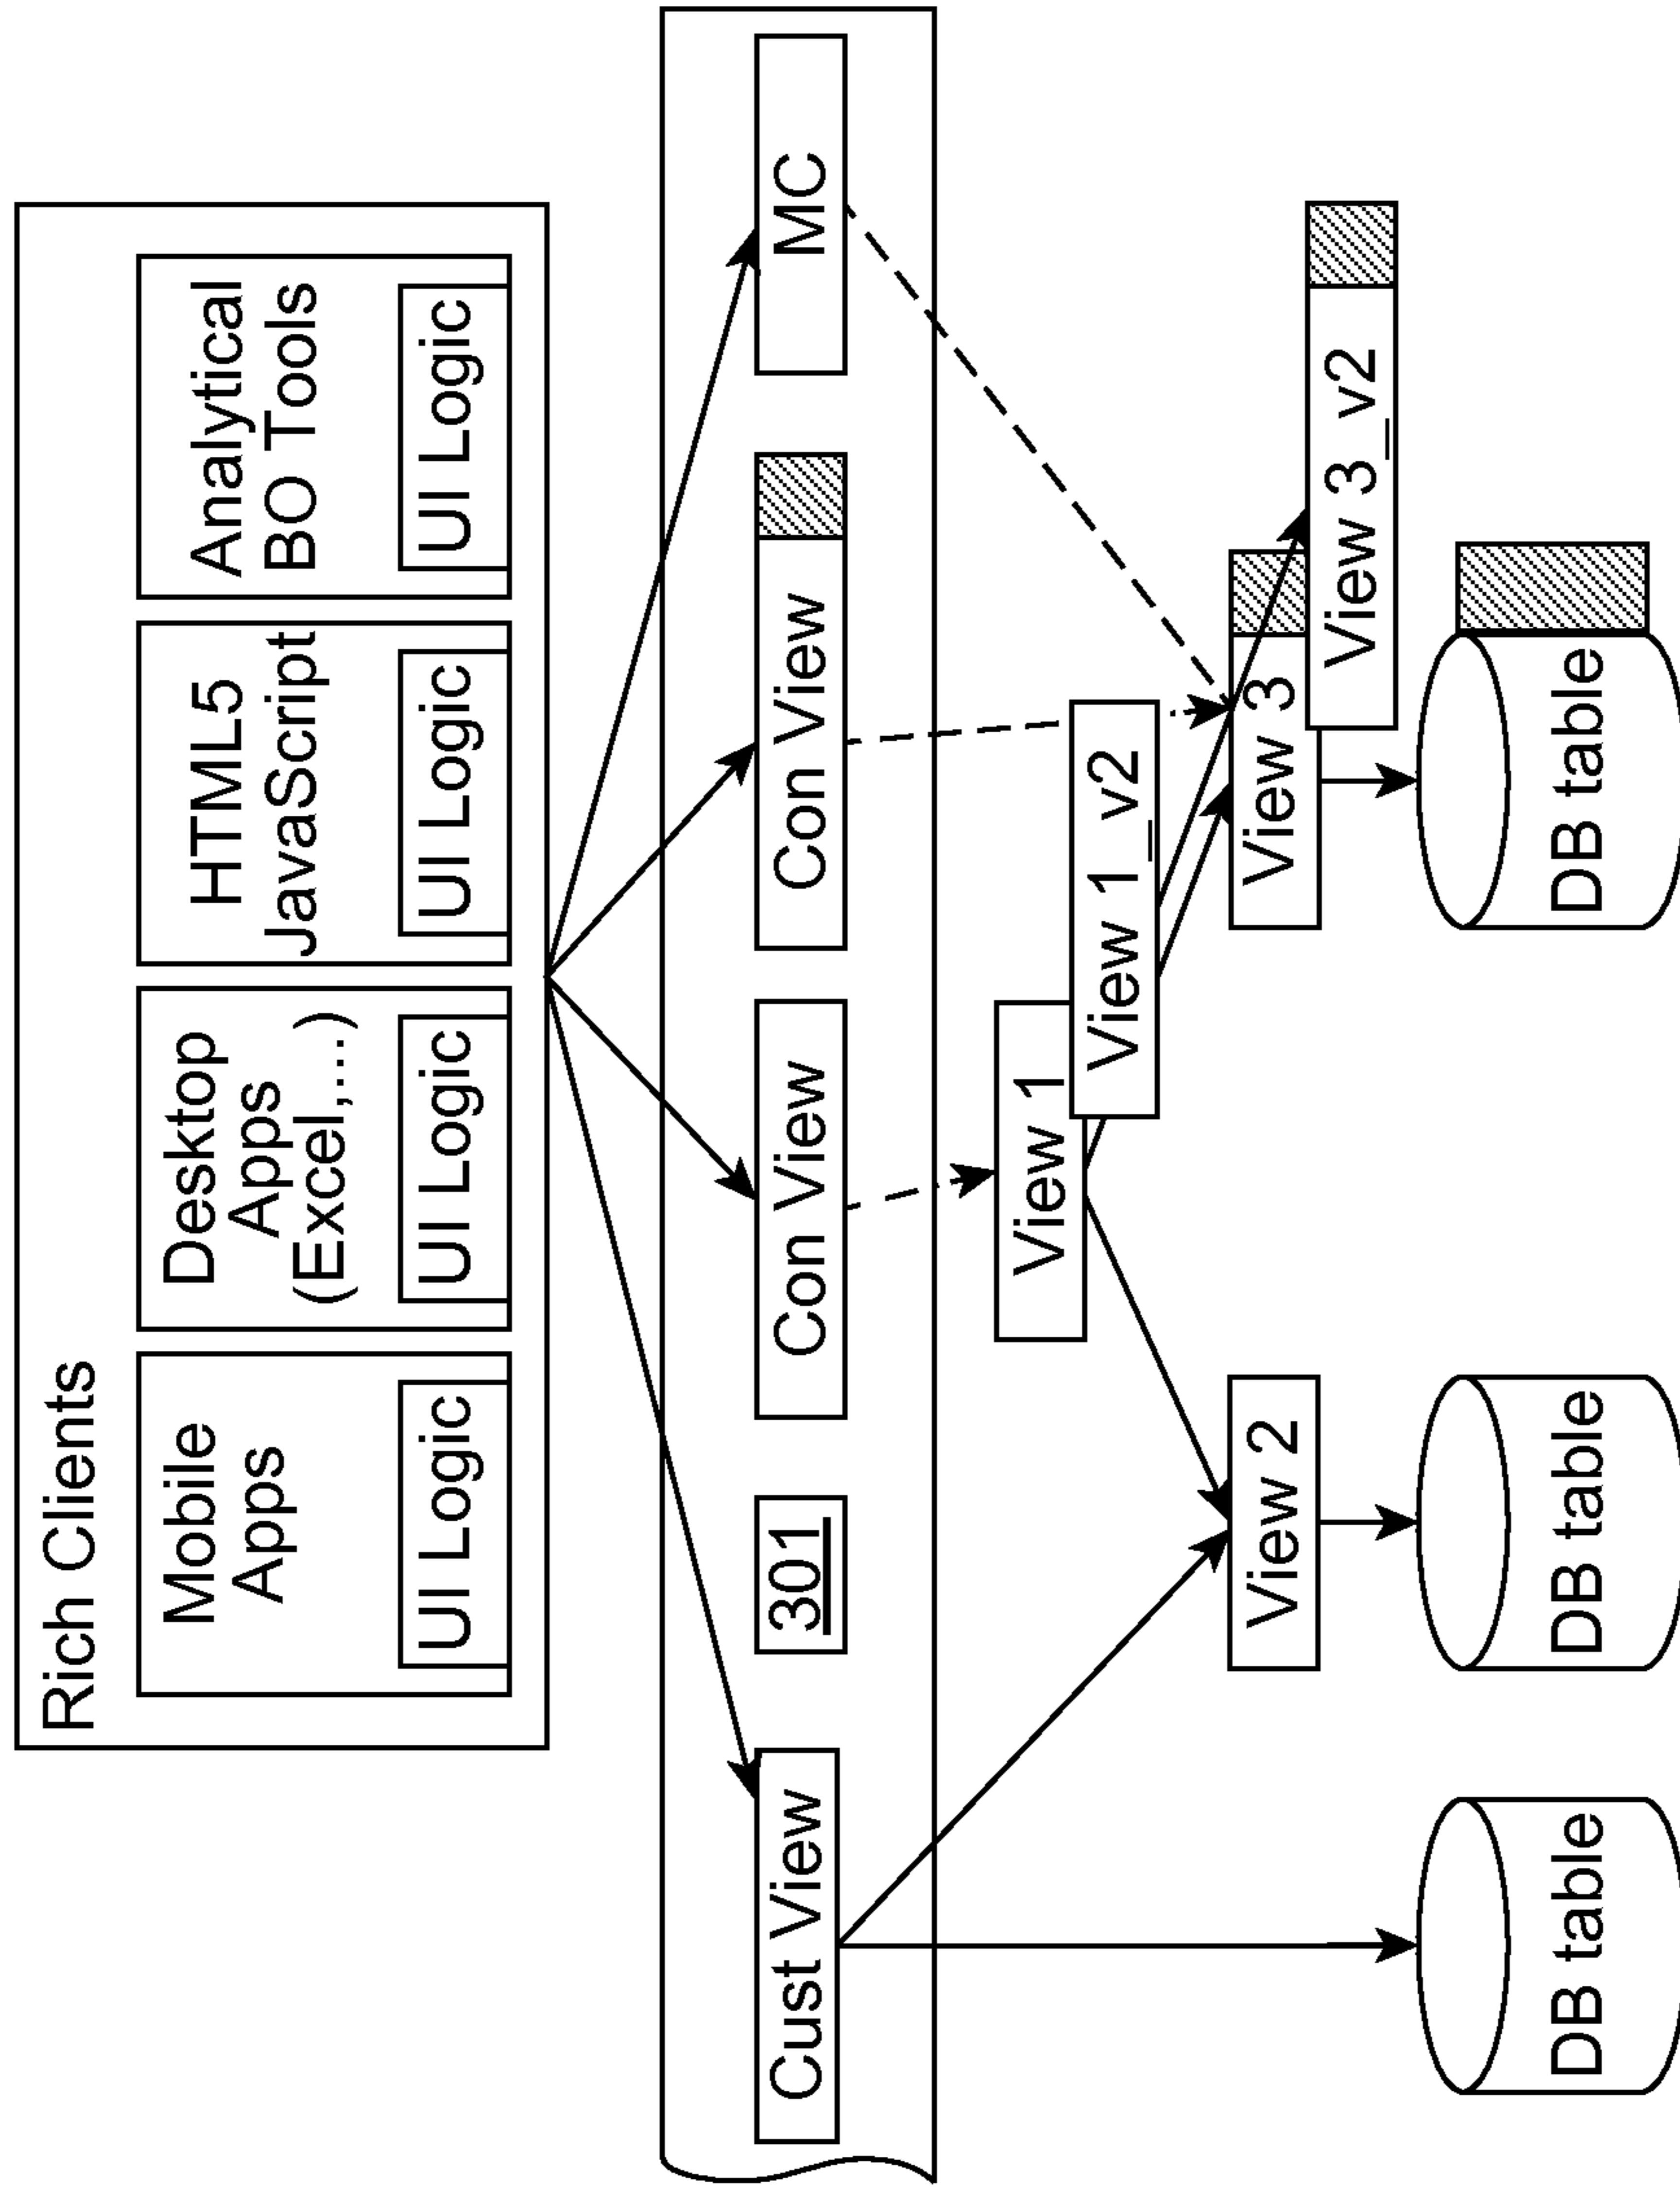 Rich Clients
Mobile
Apps
UI Logic
Desktop
Apps
(Excel,...)
UI Logic
HTML5
JavaScript
UI Logic
Analytical
BO Tools
UI Logic
Cust View
301
Con View
Con View
MC
View 1
View 1_v2
View 2
View 3
View 3_v2
DB table
DB table
DB table